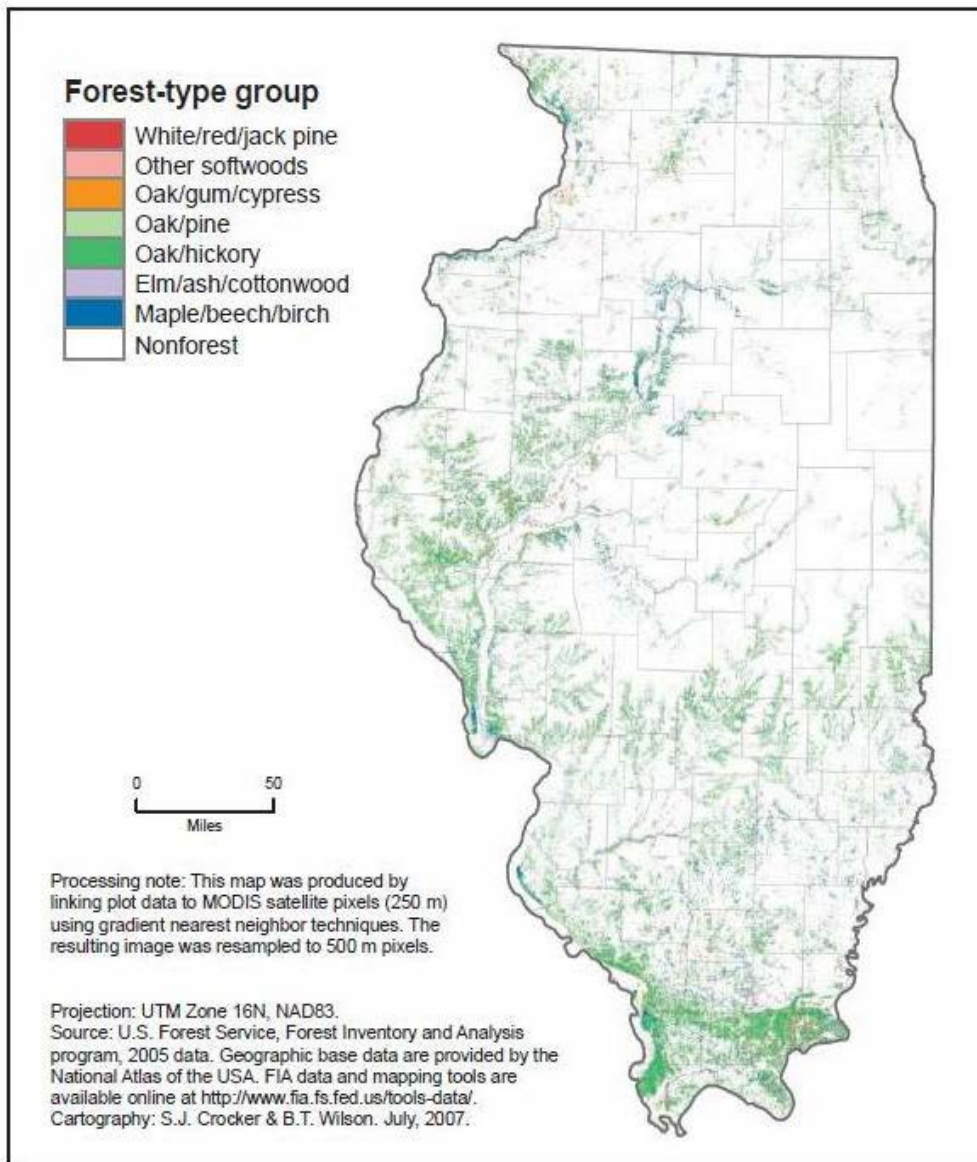 Forest-type group
White/red/jack pine
Other softwoods
Oak/gum/cypress
Oak/pine
Oak/hickory
Elm/ash/cottonwood
Maple/beech/birch
Nonforest
0 50
Miles
Processing note: This map was produced by
linking plot data to MODIS satellite pixels (250 m)
using gradient nearest neighbor techniques. The
resulting image was resampled to 500 m pixels.
Projection: UTM Zone 16N, NAD83.
Source: U.S. Forest Service, Forest Inventory and Analysis
program, 2005 data. Geographic base data are provided by the
National Atlas of the USA. FIA data and mapping tools are
available online at http://www.fia.fs.fed.us/tools-data/.
Cartography: S.J. Crocker & B.T. Wilson. July, 2007.